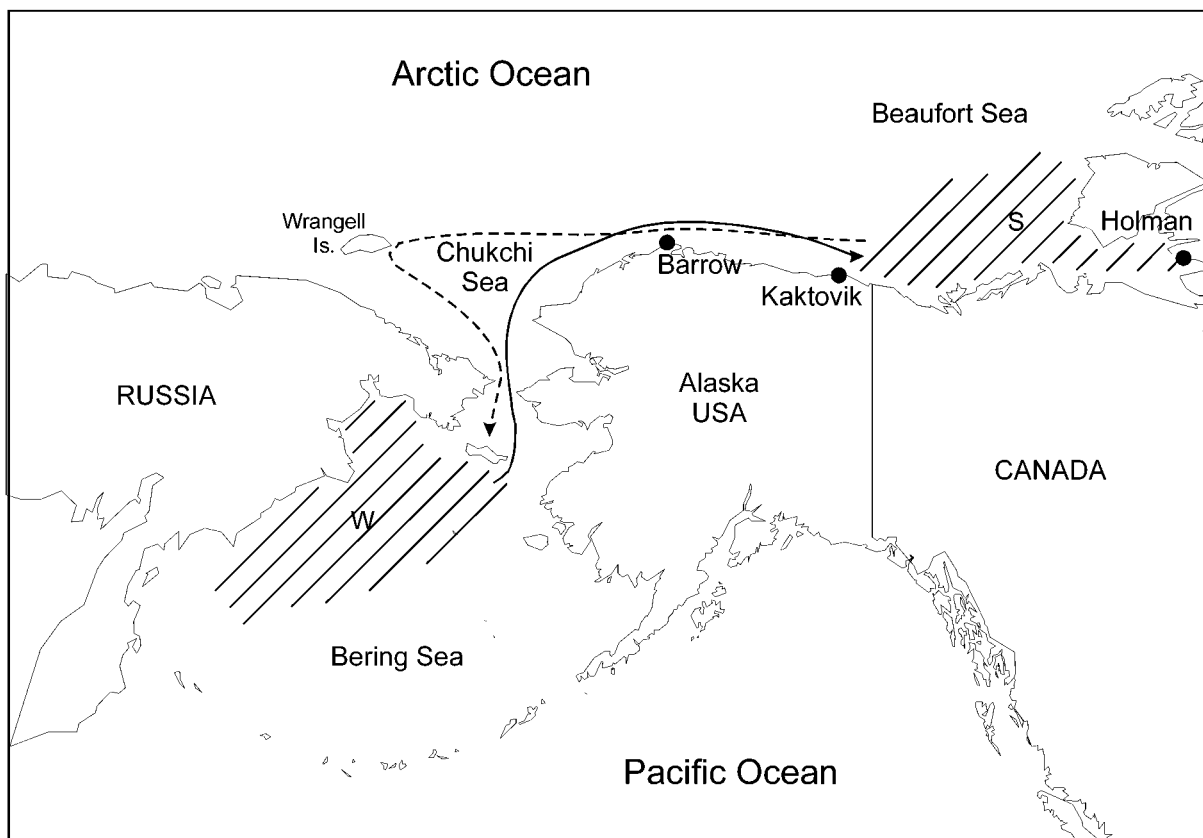 Arctic Ocean
Beaufort Sea
Wrangell
Is.
Chukchi
Sea
S
Holman
Barrow
Kaktovik
RUSSIA
Alaska
USA
CANADA
W
Bering Sea
Pacific Ocean